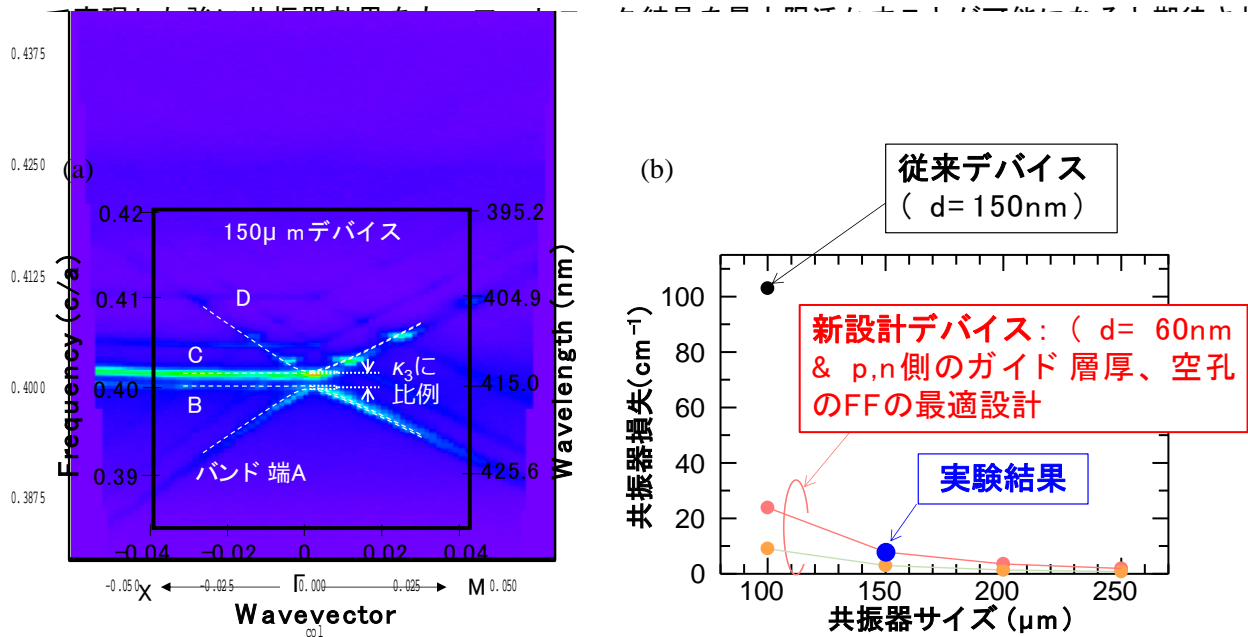 (a)
0.4375
0.4250
0.4125
0.4000
0.3875
Frequency (c/a)
0.42
0.41
0.40
0.39
150μmデバイス
D
C
B
κ3に
比例
バンド端A
395.2
404.9
415.0
425.6
Wavelength (nm)
−0.04 −0.02 0 0.02 0.04
-0.050 -0.025 0.000 0.025 0.050
X Γ M
Wavevector
col
(b)
従来デバイス
( d=150nm)
新設計デバイス: ( d= 60nm
& p,n側のガイド層厚、空孔
のFFの最適設計
実験結果
共振器損失(cm⁻¹)
100
80
60
40
20
0
100 150 200 250
共振器サイズ (μm)